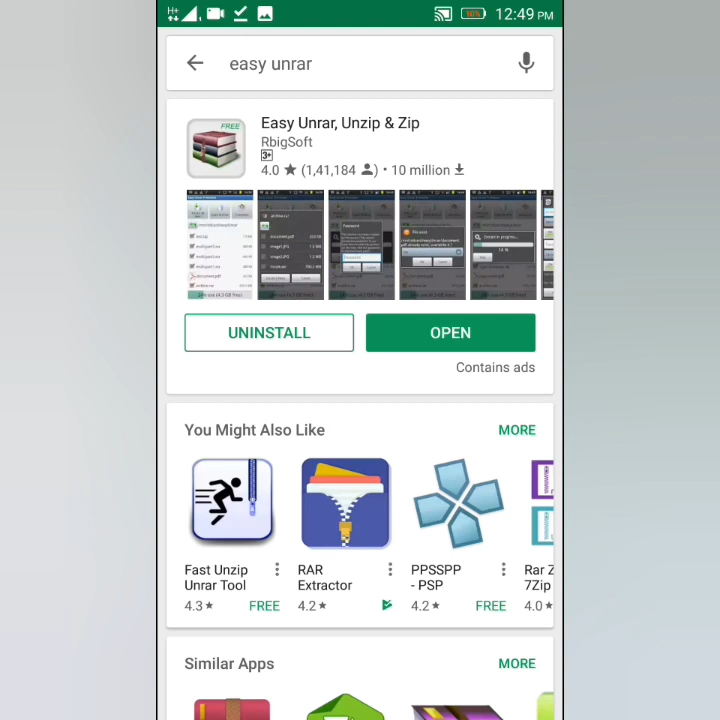 H+
10%
12:49 PM
easy unrar
FREE
Easy Unrar, Unzip & Zip
RbigSoft
3+
4.0 ★ (1,41,184) • 10 million
UNINSTALL
OPEN
Contains ads
You Might Also Like
MORE
Fast Unzip
Unrar Tool
4.3★
FREE
RAR
Extractor
4.2★
PPSSPP
- PSP
4.2★
FREE
Rar Z
7Zip
4.0★
Similar Apps
MORE